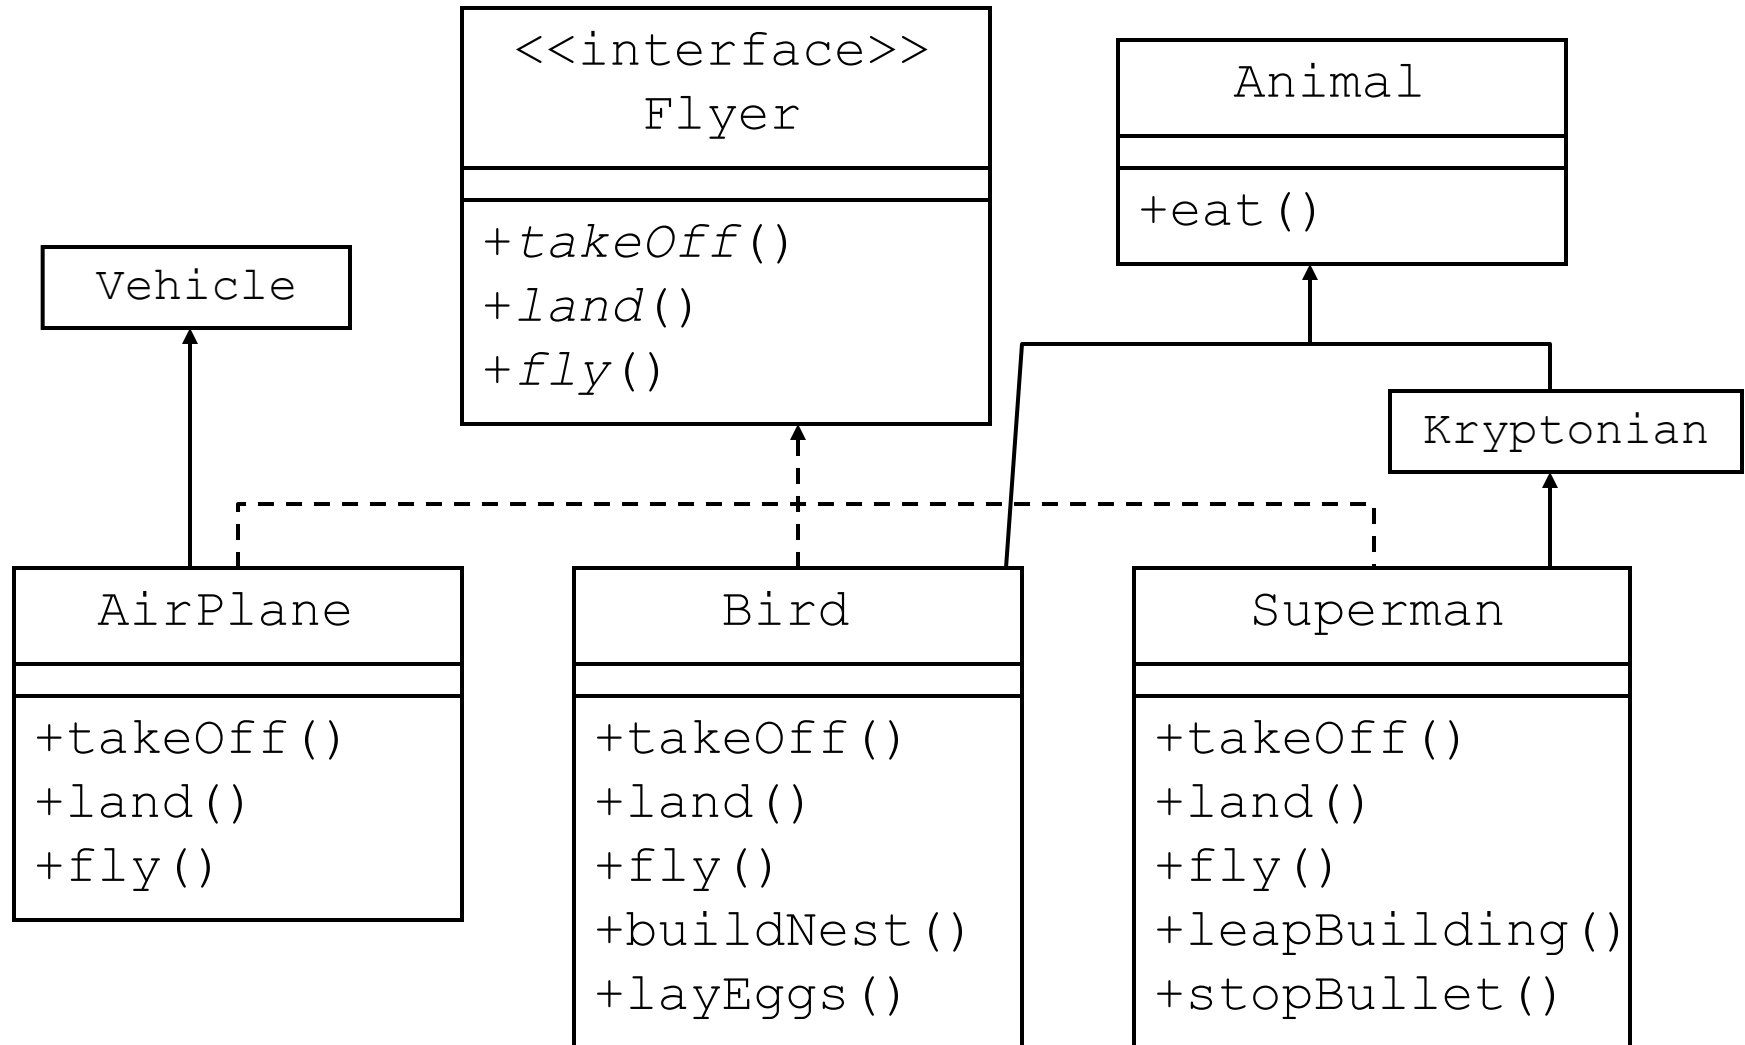 <<interface>>
Flyer
+takeOff()
+land()
+fly()
Animal
+eat()
Vehicle
Kryptonian
AirPlane
+takeOff()
+land()
+fly()
Bird
+takeOff()
+land()
+fly()
+buildNest()
+layEggs()
Superman
+takeOff()
+land()
+fly()
+leapBuilding()
+stopBullet()